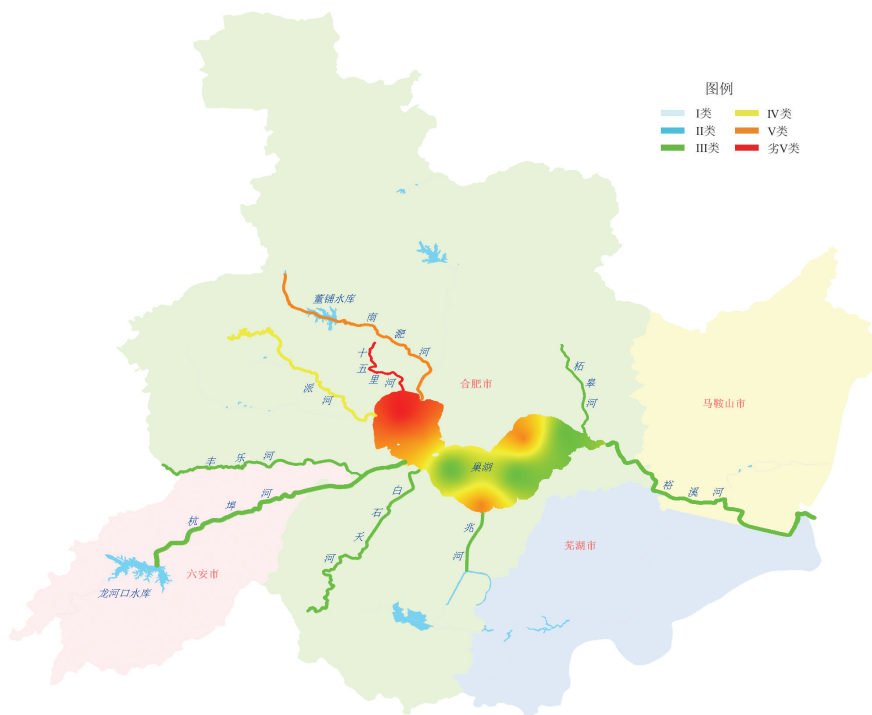 图例
I类
IV类
II类
V类
III类
劣V类
董铺水库
南淝河
十五里河
派河
合肥市
柘皋河
马鞍山市
丰乐河
杭埠河
巢湖
白石天河
兆河
裕溪河
芜湖市
六安市
龙河口水库